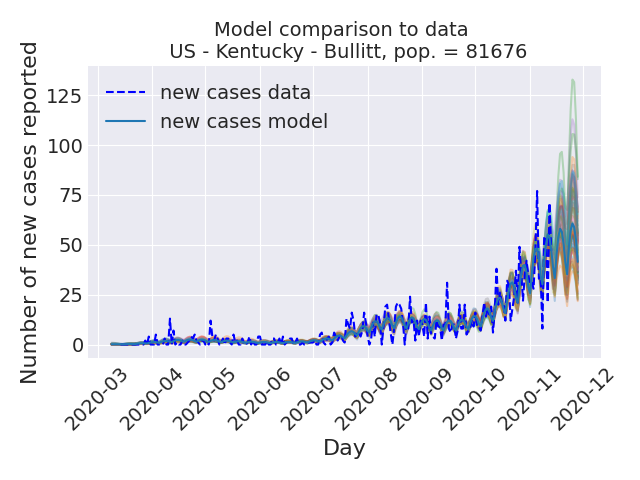 Model comparison to data
US - Kentucky - Bullitt, pop. = 81676
Number of new cases reported
125
100
75
50
25
0
new cases data
new cases model
2020-03
2020-04
2020-05
2020-06
2020-07
2020-08
2020-09
2020-10
2020-11
2020-12
Day